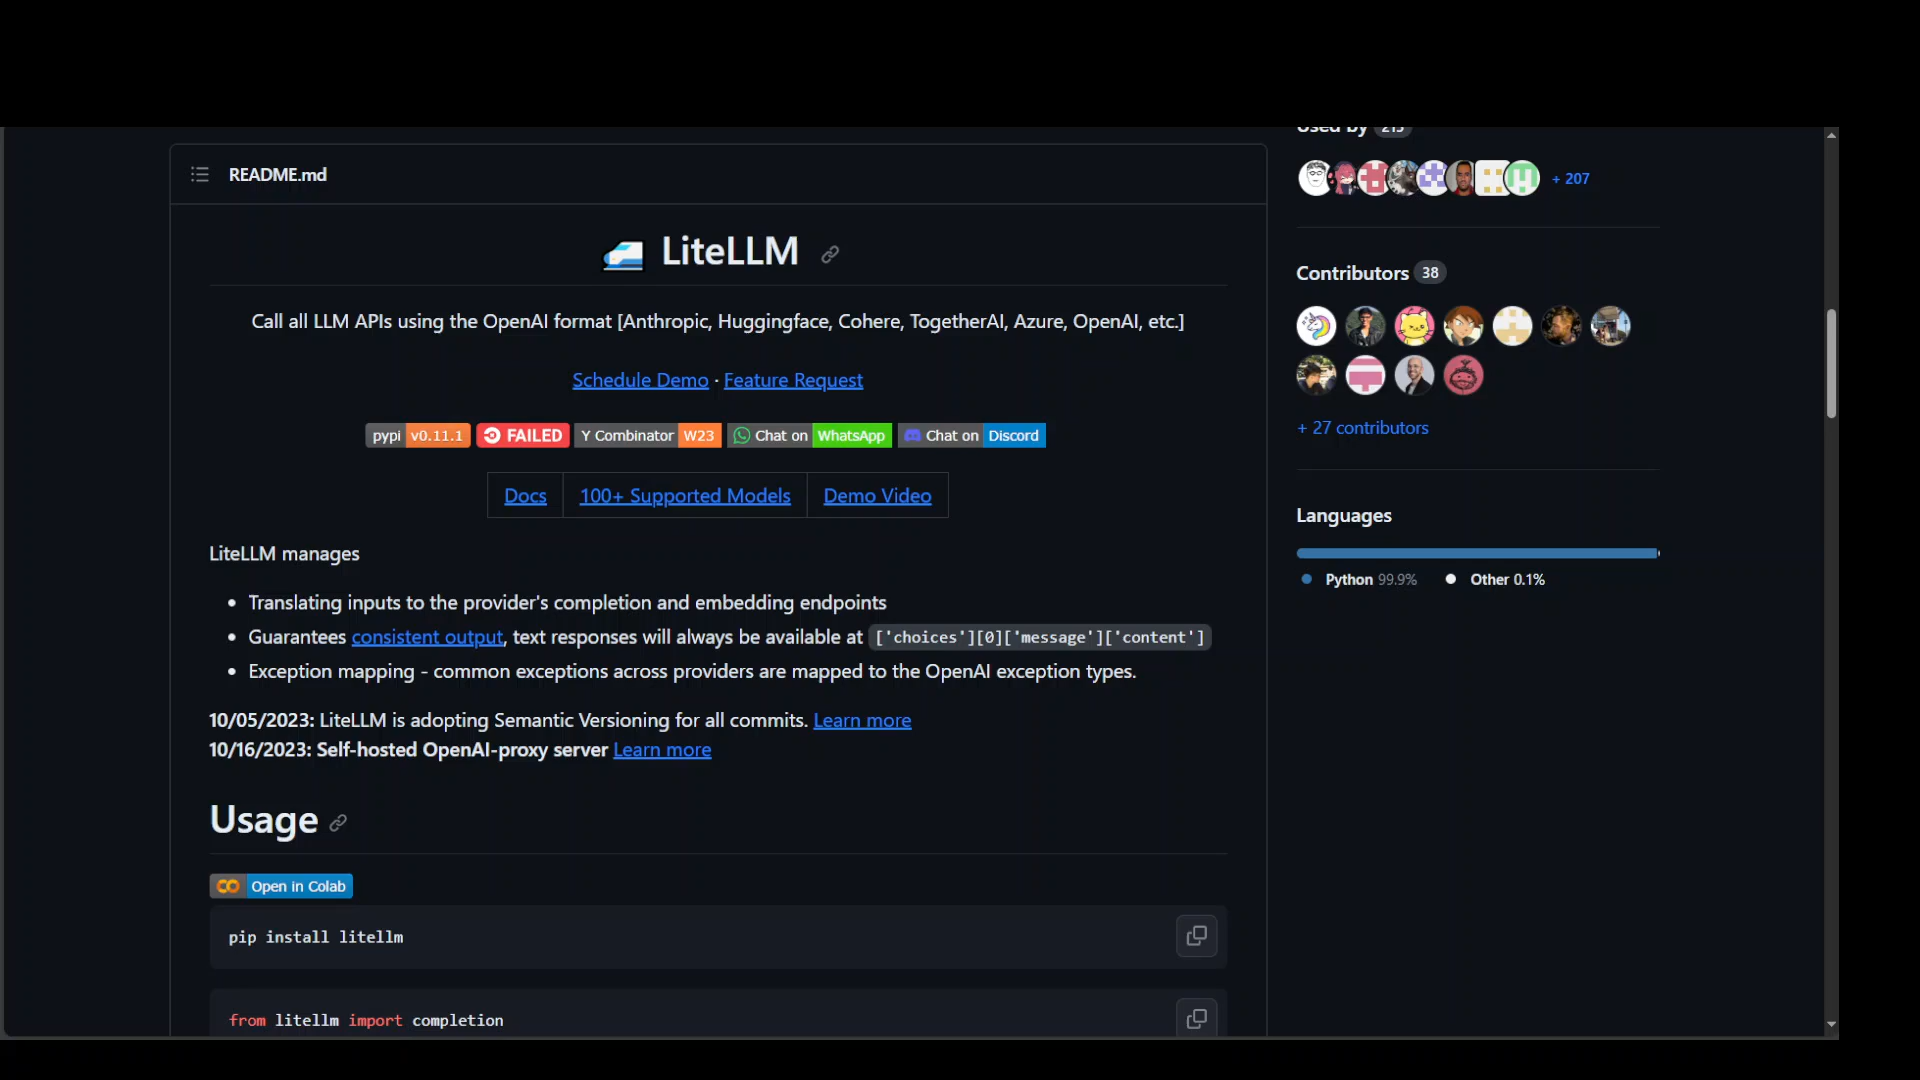 README.md
LiteLLM
Call all LLM APIs using the OpenAI format [Anthropic, Huggingface, Cohere, TogetherAI, Azure, OpenAI, etc.]
Schedule Demo · Feature Request
pypi v0.11.1 FAILED Y Combinator W23 Chat on WhatsApp Chat on Discord
Docs 100+ Supported Models Demo Video
LiteLLM manages
• Translating inputs to the provider's completion and embedding endpoints
• Guarantees consistent output, text responses will always be available at ['choices'][0]['message']['content']
• Exception mapping - common exceptions across providers are mapped to the OpenAI exception types.
10/05/2023: LiteLLM is adopting Semantic Versioning for all commits. Learn more
10/16/2023: Self-hosted OpenAI-proxy server Learn more
Usage
Open in Colab
pip install litellm
from litellm import completion
Used by 215
+ 207
Contributors 38
+ 27 contributors
Languages
Python 99.9% Other 0.1%